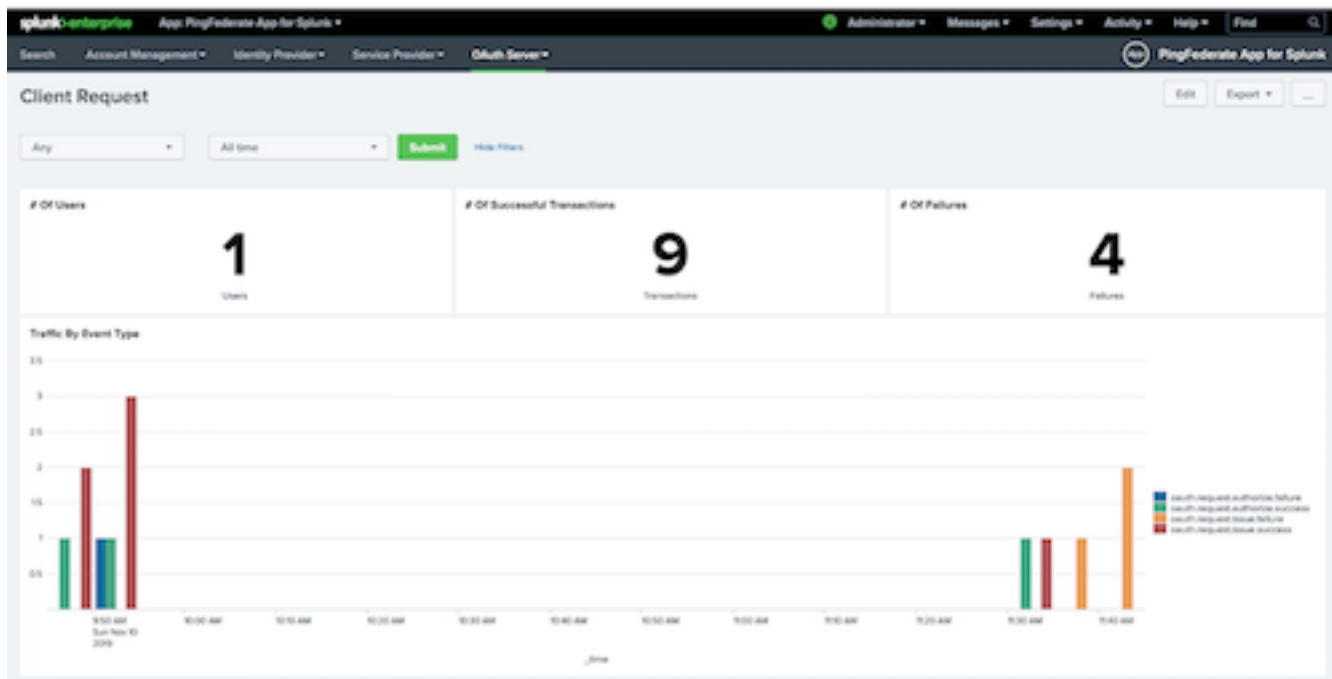 splunk>enterprise App: PingFederate App for Splunk Administrator Messages Settings Activity Help Find
Search Account Management Identity Provider Service Provider OAuth Server PingFederate App for Splunk
Client Request
Edit Export ...
Any All time Submit Hide Filters
# Of Users # Of Successful Transactions # Of Failures
1 9 4
Users Transactions Failures
Traffic By Event Type
3.5
3
2.5
2
1.5
1
0.5
oauth.request.authorize.failure
oauth.request.authorize.success
oauth.request.issue.failure
oauth.request.issue.success
9:50 AM 10:00 AM 10:10 AM 10:20 AM 10:30 AM 10:40 AM 10:50 AM 11:00 AM 11:10 AM 11:20 AM 11:30 AM 11:40 AM
Sun Nov 10
2019
_time